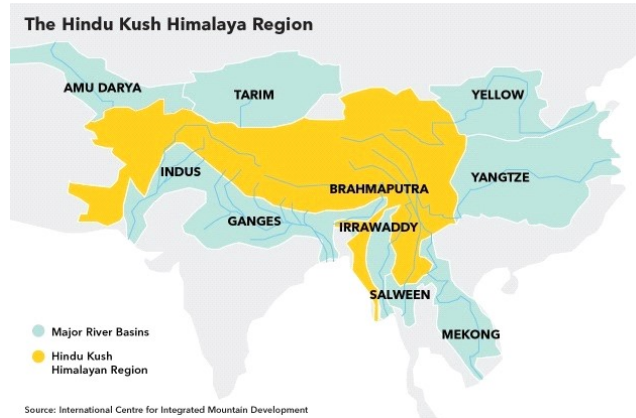 The Hindu Kush Himalaya Region
AMU DARYA
TARIM
YELLOW
INDUS
YANGTZE
BRAHMAPUTRA
GANGES
IRRAWADDY
SALWEEN
MEKONG
Major River Basins
Hindu Kush
Himalayan Region
Source: International Centre for Integrated Mountain Development